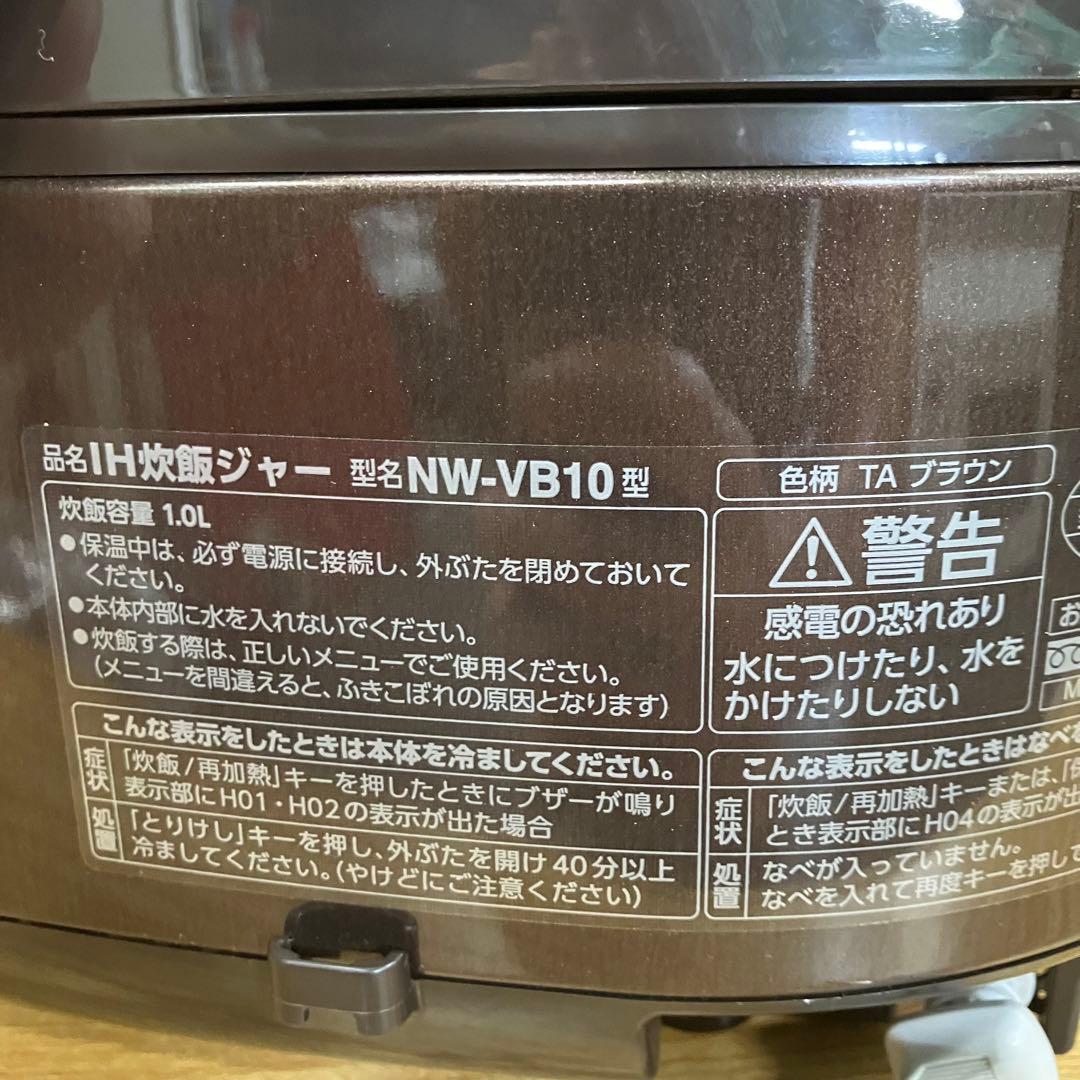 品名IH炊飯ジャー 型名NW-VB10型
炊飯容量 1.0L
●保温中は、必ず電源に接続し、外ぶたを閉めておいて
ください。
●本体内部に水を入れないでください。
●炊飯する際は、正しいメニューでご使用ください。
(メニューを間違えると、ふきこぼれの原因となります)
色柄 TA ブラウン
警告
感電の恐れあり
水につけたり、水を
かけたりしない
お
M
こんな表示をしたときは本体を冷ましてください。
症状
「炊飯/再加熱」キーを押したときにブザーが鳴り
表示部にH01・H02の表示が出た場合
処置
「とりけし」キーを押し、外ぶたを開け40分以上
冷ましてください。(やけどにご注意ください)
こんな表示をしたときはなべを
症状
「炊飯/再加熱」キーまたは、「
とき表示部にH04の表示が出
処置
なべが入っていません。
なべを入れて再度キーを押して